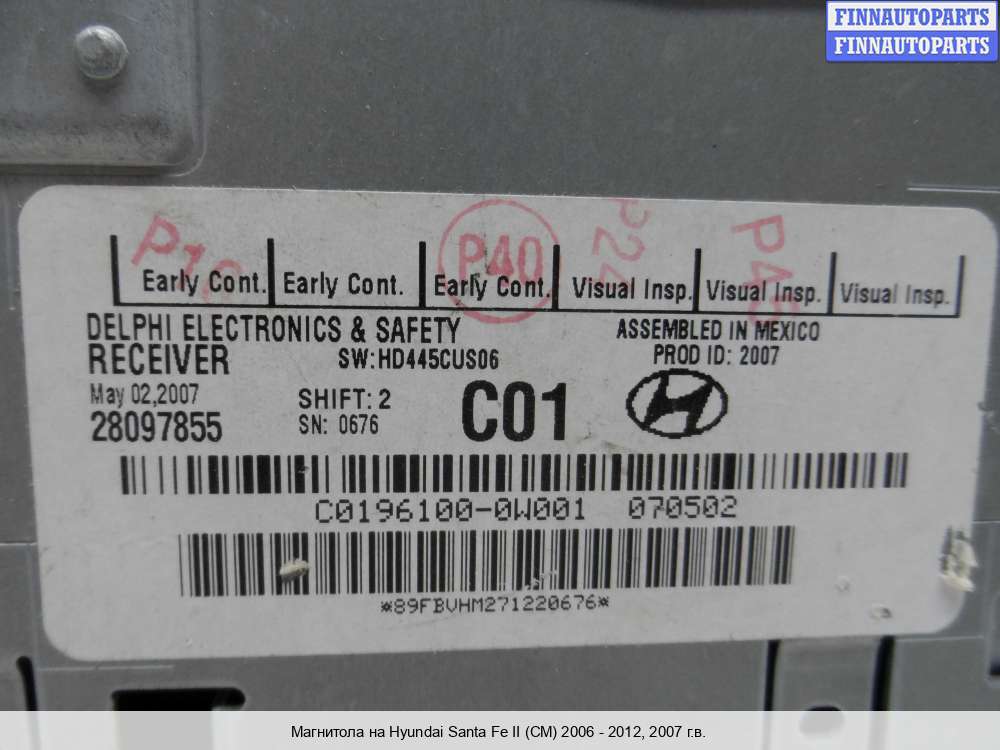 FINNAUTOPARTS
FINNAUTOPARTS
P40
P24
Early Cont. Early Cont. Early Cont. Visual Insp. Visual Insp. Visual Insp.
DELPHI ELECTRONICS & SAFETY ASSEMBLED IN MEXICO
RECEIVER SW:HD445CUS06 PROD ID: 2007
May 02,2007 SHIFT: 2 C01
28097855 SN: 0676
C0196100-0W001 070502
*89FBVHM271220676*
Магнитола на Hyundai Santa Fe II (CM) 2006 - 2012, 2007 г.в.